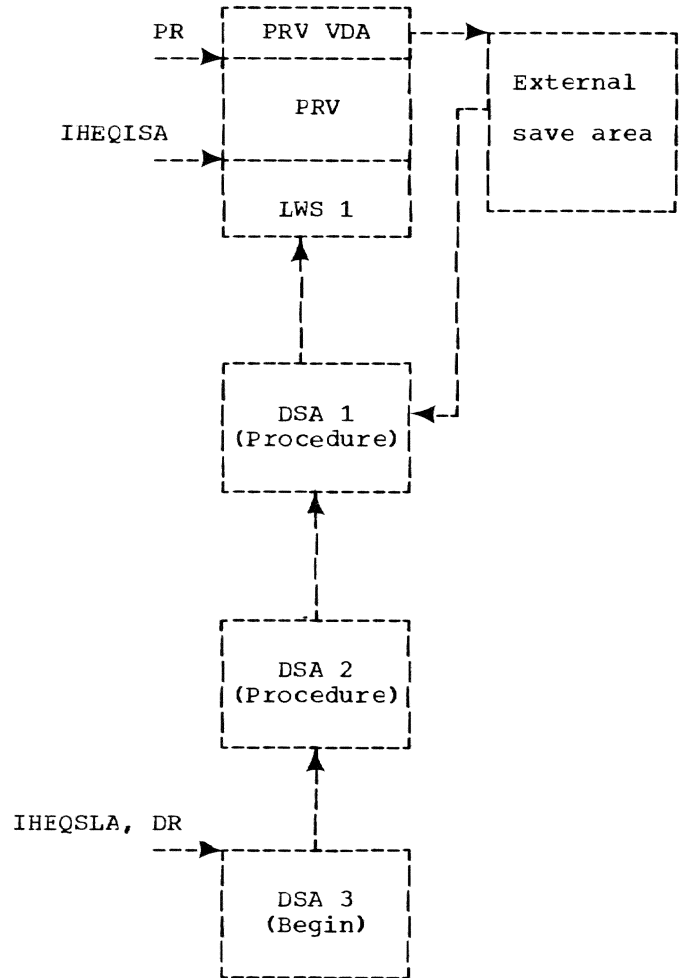 PR
PRV VDA
External
save area
PRV
IHEQISA
LWS 1
DSA 1
(Procedure)
DSA 2
(Procedure)
IHEQSLA, DR
DSA 3
(Begin)